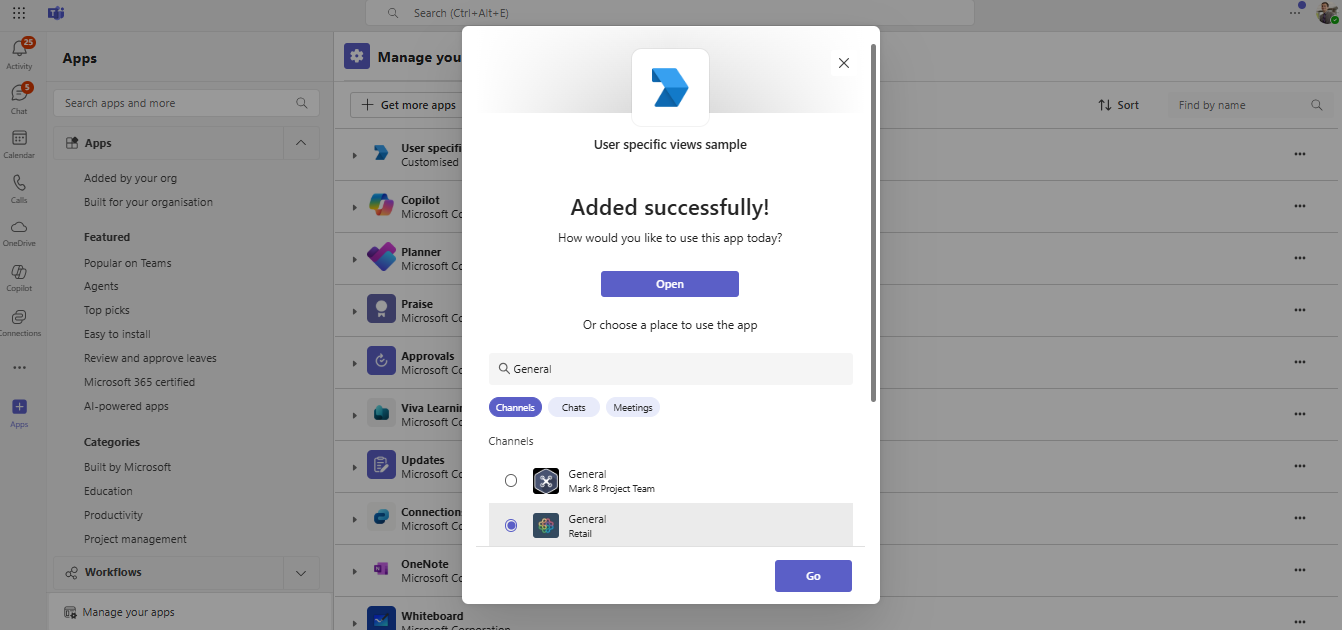 Search (Ctrl+Alt+E)
25
Activity
5
Chat
Calendar
Calls
OneDrive
Copilot
Connections
Apps
Apps
Search apps and more
Apps
Added by your org
Built for your organisation
Featured
Popular on Teams
Agents
Top picks
Easy to install
Review and approve leaves
Microsoft 365 certified
AI-powered apps
Categories
Built by Microsoft
Education
Productivity
Project management
Workflows
Manage your apps
Manage you
Get more apps
Sort
Find by name
User specifi
Customised
Copilot
Microsoft Co
Planner
Microsoft Co
Praise
Microsoft Co
Approvals
Microsoft Co
Viva Learnin
Microsoft Co
Updates
Microsoft Co
Connection
Microsoft Co
OneNote
Microsoft Co
Whiteboard
Microsoft Corporation
User specific views sample
Added successfully!
How would you like to use this app today?
Open
Or choose a place to use the app
General
Channels
Chats
Meetings
Channels
General
Mark 8 Project Team
General
Retail
Go